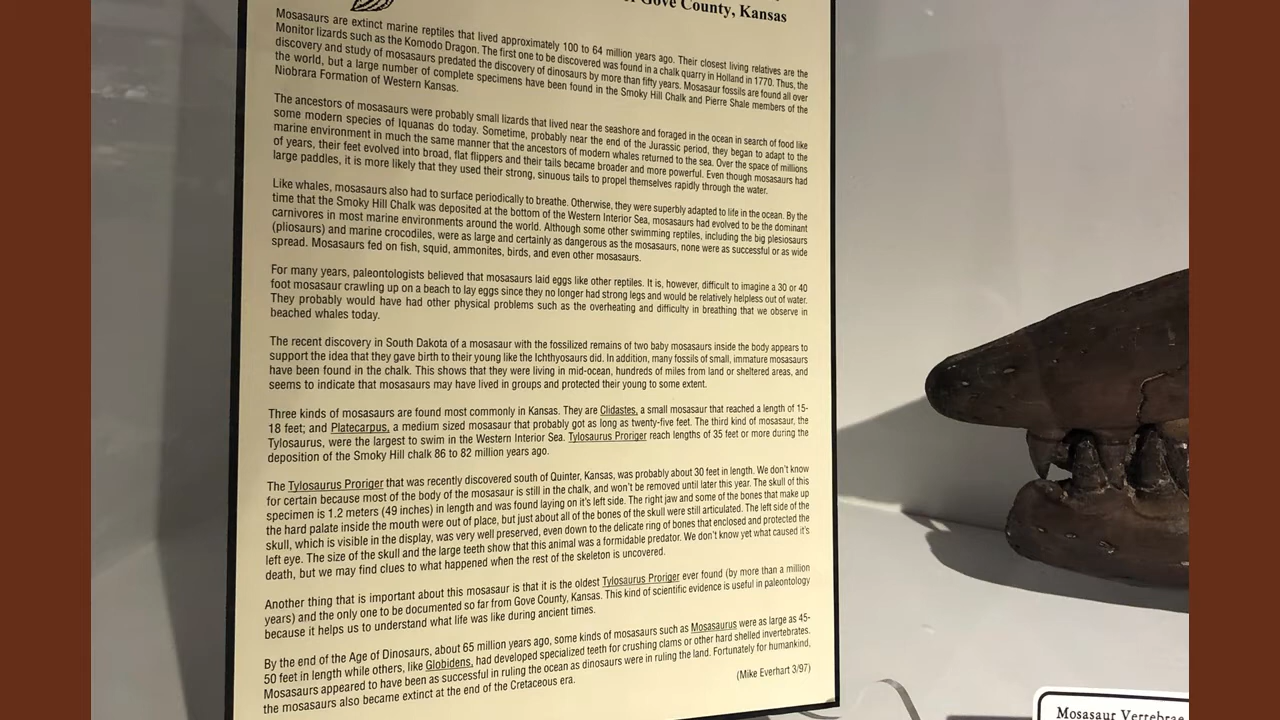 Gove County, Kansas
Mosasaurs are extinct marine reptiles that lived approximately 100 to 64 million years ago. Their closest living relatives are the
Monitor lizards such as the Komodo Dragon. The first one to be discovered was found in a chalk quarry in Holland in 1770. Thus, the
discovery and study of mosasaurs predated the discovery of dinosaurs by more than fifty years. Mosasaur fossils are found all over
the world, but a large number of complete specimens have been found in the Smoky Hill Chalk and Pierre Shale members of the
Niobrara Formation of Western Kansas.
The ancestors of mosasaurs were probably small lizards that lived near the seashore and foraged in the ocean in search of food like
some modern species of Iquanas do today. Sometime, probably near the end of the Jurassic period, they began to adapt to the
marine environment in much the same manner that the ancestors of modern whales returned to the sea. Over the space of millions
of years, their feet evolved into broad, flat flippers and their tails became broader and more powerful. Even though mosasaurs had
large paddles, it is more likely that they used their strong, sinuous tails to propel themselves rapidly through the water.
Like whales, mosasaurs also had to surface periodically to breathe. Otherwise, they were superbly adapted to life in the ocean. By the
time that the Smoky Hill Chalk was deposited at the bottom of the Western Interior Sea, mosasaurs had evolved to be the dominant
carnivores in most marine environments around the world. Although some other swimming reptiles, including the big plesiosaurs
(pliosaurs) and marine crocodiles, were as large and certainly as dangerous as the mosasaurs, none were as successful or as wide
spread. Mosasaurs fed on fish, squid, ammonites, birds, and even other mosasaurs.
For many years, paleontologists believed that mosasaurs laid eggs like other reptiles. It is, however, difficult to imagine a 30 or 40
foot mosasaur crawling up on a beach to lay eggs since they no longer had strong legs and would be relatively helpless out of water.
They probably would have had other physical problems such as the overheating and difficulty in breathing that we observe in
beached whales today.
The recent discovery in South Dakota of a mosasaur with the fossilized remains of two baby mosasaurs inside the body appears to
support the idea that they gave birth to their young like the Ichthyosaurs did. In addition, many fossils of small, immature mosasaurs
have been found in the chalk. This shows that they were living in mid-ocean, hundreds of miles from land or sheltered areas, and
seems to indicate that mosasaurs may have lived in groups and protected their young to some extent.
Three kinds of mosasaurs are found most commonly in Kansas. They are Clidastes, a small mosasaur that reached a length of 15-
18 feet; and Platecarpus, a medium sized mosasaur that probably got as long as twenty-five feet. The third kind of mosasaur, the
Tylosaurus, were the largest to swim in the Western Interior Sea. Tylosaurus Proriger reach lengths of 35 feet or more during the
deposition of the Smoky Hill chalk 86 to 82 million years ago.
The Tylosaurus Proriger that was recently discovered south of Quinter, Kansas, was probably about 30 feet in length. We don't know
for certain because most of the body of the mosasaur is still in the chalk, and won't be removed until later this year. The skull of this
specimen is 1.2 meters (49 inches) in length and was found laying on it's left side. The right jaw and some of the bones that make up
the hard palate inside the mouth were out of place, but just about all of the bones of the skull were still articulated. The left side of the
skull, which is visible in the display, was very well preserved, even down to the delicate ring of bones that enclosed and protected the
left eye. The size of the skull and the large teeth show that this animal was a formidable predator. We don't know yet what caused it's
death, but we may find clues to what happened when the rest of the skeleton is uncovered.
Another thing that is important about this mosasaur is that it is the oldest Tylosaurus Proriger ever found (by more than a million
years) and the only one to be documented so far from Gove County, Kansas. This kind of scientific evidence is useful in paleontology
because it helps us to understand what life was like during ancient times.
By the end of the Age of Dinosaurs, about 65 million years ago, some kinds of mosasaurs such as Mosasaurus were as large as 45-
50 feet in length while others, like Globidens, had developed specialized teeth for crushing clams or other hard shelled invertebrates.
Mosasaurs appeared to have been as successful in ruling the ocean as dinosaurs were in ruling the land. Fortunately for humankind,
the mosasaurs also became extinct at the end of the Cretaceous era.
(Mike Everhart 3/97)
Mosasaur Vertebrae